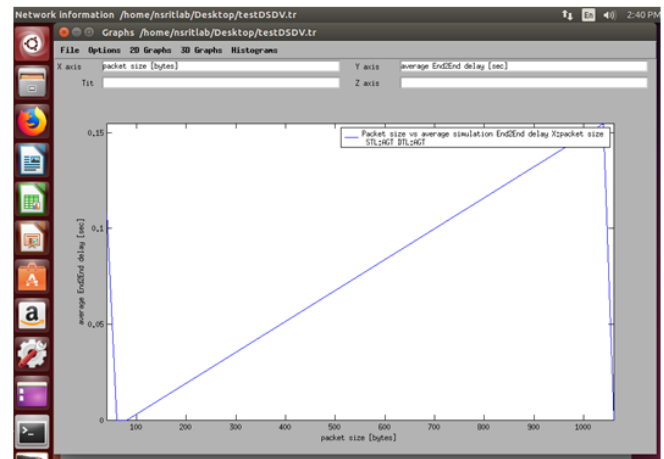 Network information /home/nsritlab/Desktop/testDSDV.tr
En
2:40 PM
Graphs /home/nsritlab/Desktop/testDSDV.tr
File Options 2D Graphs 3D Graphs Histograms
X axis packet size [bytes] Y axis average End2End delay [sec]
Tit Z axis
Packet size vs average simulation End2End delay X:packet size
STL:AGT DTL:AGT
0,15
0,1
0,05
0
average End2End delay [sec]
100 200 300 400 500 600 700 800 900 1000
packet size [bytes]
a